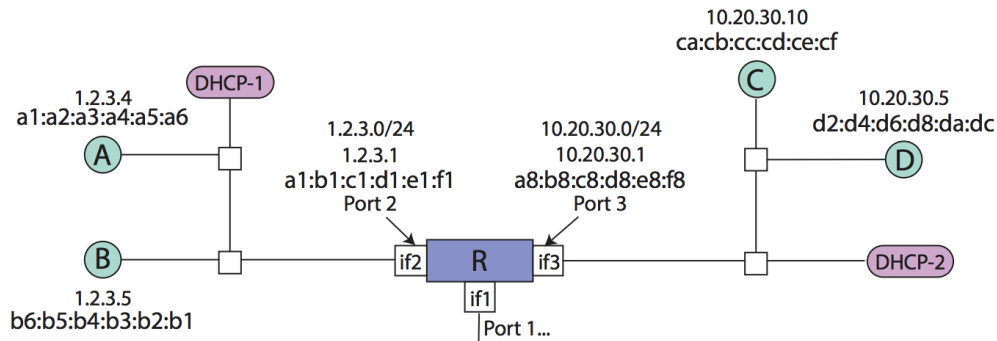 10.20.30.10
ca:cb:cc:cd:ce:cf
C
DHCP-1
1.2.3.4
a1:a2:a3:a4:a5:a6
A
1.2.3.0/24
1.2.3.1
a1:b1:c1:d1:e1:f1
Port 2
10.20.30.0/24
10.20.30.1
a8:b8:c8:d8:e8:f8
Port 3
10.20.30.5
d2:d4:d6:d8:da:dc
D
B
1.2.3.5
b6:b5:b4:b3:b2:b1
if2
R
if3
if1
Port 1...
DHCP-2